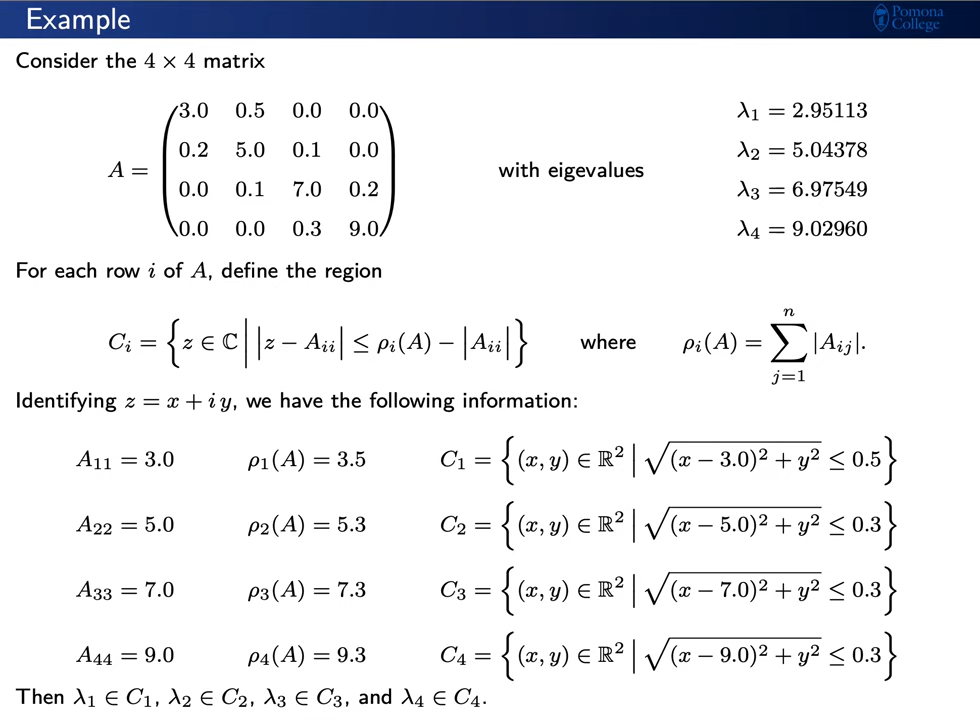 Example
Pomona
College
Consider the 4 × 4 matrix
A = (3.0 0.5 0.0 0.0
0.2 5.0 0.1 0.0
0.0 0.1 7.0 0.2
0.0 0.0 0.3 9.0)
with eigevalues
λ₁ = 2.95113
λ₂ = 5.04378
λ₃ = 6.97549
λ₄ = 9.02960
For each row i of A, define the region
Cᵢ = {z ∈ ℂ | |z − Aᵢᵢ| ≤ ρᵢ(A) − |Aᵢᵢ|} where ρᵢ(A) = ∑ⱼ₌₁ⁿ |Aᵢⱼ|.
Identifying z = x + i y, we have the following information:
A₁₁ = 3.0 ρ₁(A) = 3.5 C₁ = {(x, y) ∈ ℝ² | √((x − 3.0)² + y²) ≤ 0.5}
A₂₂ = 5.0 ρ₂(A) = 5.3 C₂ = {(x, y) ∈ ℝ² | √((x − 5.0)² + y²) ≤ 0.3}
A₃₃ = 7.0 ρ₃(A) = 7.3 C₃ = {(x, y) ∈ ℝ² | √((x − 7.0)² + y²) ≤ 0.3}
A₄₄ = 9.0 ρ₄(A) = 9.3 C₄ = {(x, y) ∈ ℝ² | √((x − 9.0)² + y²) ≤ 0.3}
Then λ₁ ∈ C₁, λ₂ ∈ C₂, λ₃ ∈ C₃, and λ₄ ∈ C₄.